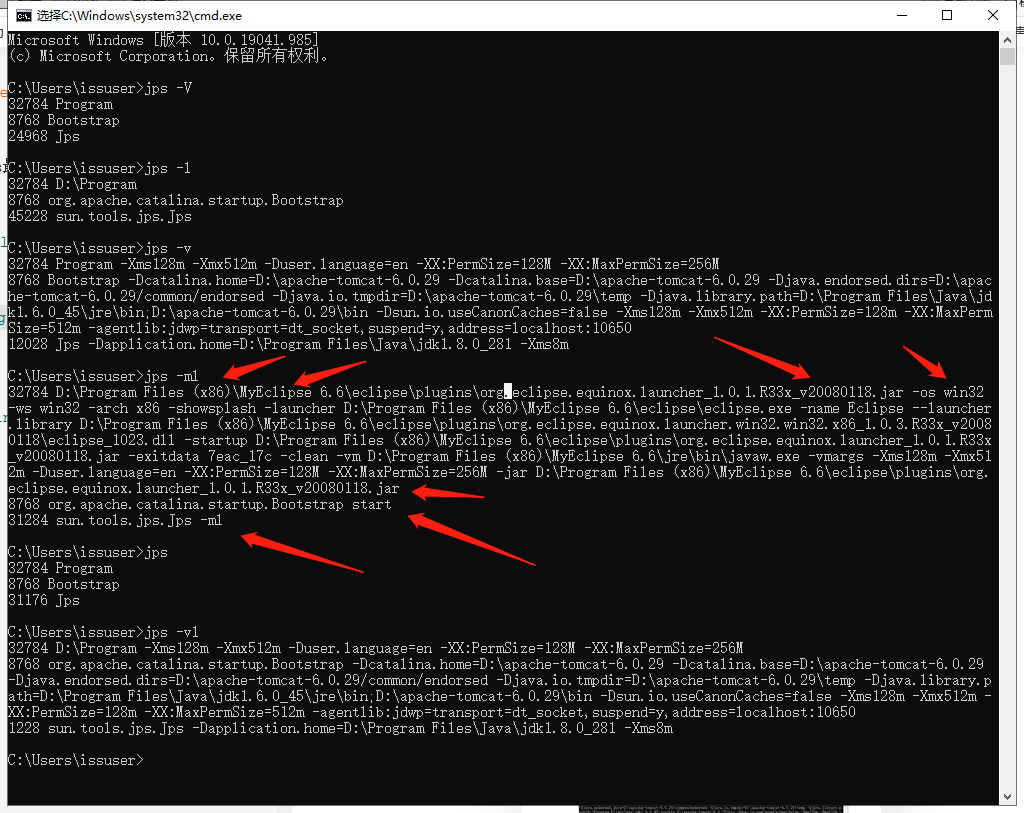 选择C:\Windows\system32\cmd.exe
Microsoft Windows [版本 10.0.19041.985]
(c) Microsoft Corporation。保留所有权利。
C:\Users\issuser>jps -V
32784 Program
8768 Bootstrap
24968 Jps
C:\Users\issuser>jps -l
32784 D:\Program
8768 org.apache.catalina.startup.Bootstrap
45228 sun.tools.jps.Jps
C:\Users\issuser>jps -v
32784 Program -Xms128m -Xmx512m -Duser.language=en -XX:PermSize=128M -XX:MaxPermSize=256M
8768 Bootstrap -Dcatalina.home=D:\apache-tomcat-6.0.29 -Dcatalina.base=D:\apache-tomcat-6.0.29 -Djava.endorsed.dirs=D:\apac
he-tomcat-6.0.29/common/endorsed -Djava.io.tmpdir=D:\apache-tomcat-6.0.29\temp -Djava.library.path=D:\Program Files\Java\jd
k1.6.0_45\jre\bin;D:\apache-tomcat-6.0.29\bin -Dsun.io.useCanonCaches=false -Xms128m -Xmx512m -XX:PermSize=128m -XX:MaxPerm
Size=512m -agentlib:jdwp=transport=dt_socket,suspend=y,address=localhost:10650
12028 Jps -Dapplication.home=D:\Program Files\Java\jdk1.8.0_281 -Xms8m
C:\Users\issuser>jps -ml
32784 D:\Program Files (x86)\MyEclipse 6.6\eclipse\plugins\org.eclipse.equinox.launcher_1.0.1.R33x_v20080118.jar -os win32
-ws win32 -arch x86 -showsplash -launcher D:\Program Files (x86)\MyEclipse 6.6\eclipse\eclipse.exe -name Eclipse --launcher
.library D:\Program Files (x86)\MyEclipse 6.6\eclipse\plugins\org.eclipse.equinox.launcher.win32.win32.x86_1.0.3.R33x_v2008
0118\eclipse_1023.dll -startup D:\Program Files (x86)\MyEclipse 6.6\eclipse\plugins\org.eclipse.equinox.launcher_1.0.1.R33x
_v20080118.jar -exitdata 7eac_17c -clean -vm D:\Program Files (x86)\MyEclipse 6.6\jre\bin\javaw.exe -vmargs -Xms128m -Xmx51
2m -Duser.language=en -XX:PermSize=128M -XX:MaxPermSize=256M -jar D:\Program Files (x86)\MyEclipse 6.6\eclipse\plugins\org.
eclipse.equinox.launcher_1.0.1.R33x_v20080118.jar
8768 org.apache.catalina.startup.Bootstrap start
31284 sun.tools.jps.Jps -ml
C:\Users\issuser>jps
32784 Program
8768 Bootstrap
31176 Jps
C:\Users\issuser>jps -vl
32784 D:\Program -Xms128m -Xmx512m -Duser.language=en -XX:PermSize=128M -XX:MaxPermSize=256M
8768 org.apache.catalina.startup.Bootstrap -Dcatalina.home=D:\apache-tomcat-6.0.29 -Dcatalina.base=D:\apache-tomcat-6.0.29
-Djava.endorsed.dirs=D:\apache-tomcat-6.0.29/common/endorsed -Djava.io.tmpdir=D:\apache-tomcat-6.0.29\temp -Djava.library.p
ath=D:\Program Files\Java\jdk1.6.0_45\jre\bin;D:\apache-tomcat-6.0.29\bin -Dsun.io.useCanonCaches=false -Xms128m -Xmx512m -
XX:PermSize=128m -XX:MaxPermSize=512m -agentlib:jdwp=transport=dt_socket,suspend=y,address=localhost:10650
1228 sun.tools.jps.Jps -Dapplication.home=D:\Program Files\Java\jdk1.8.0_281 -Xms8m
C:\Users\issuser>